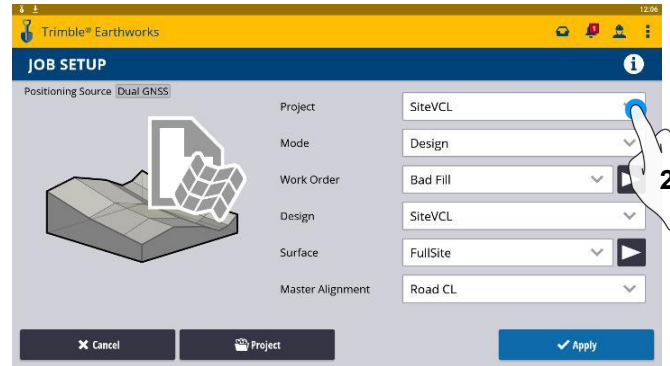 12:06
Trimble® Earthworks
1
JOB SETUP
Positioning Source Dual GNSS
Project SiteVCL
Mode Design
Work Order Bad Fill
2
Design SiteVCL
Surface FullSite
Master Alignment Road CL
Cancel Project Apply